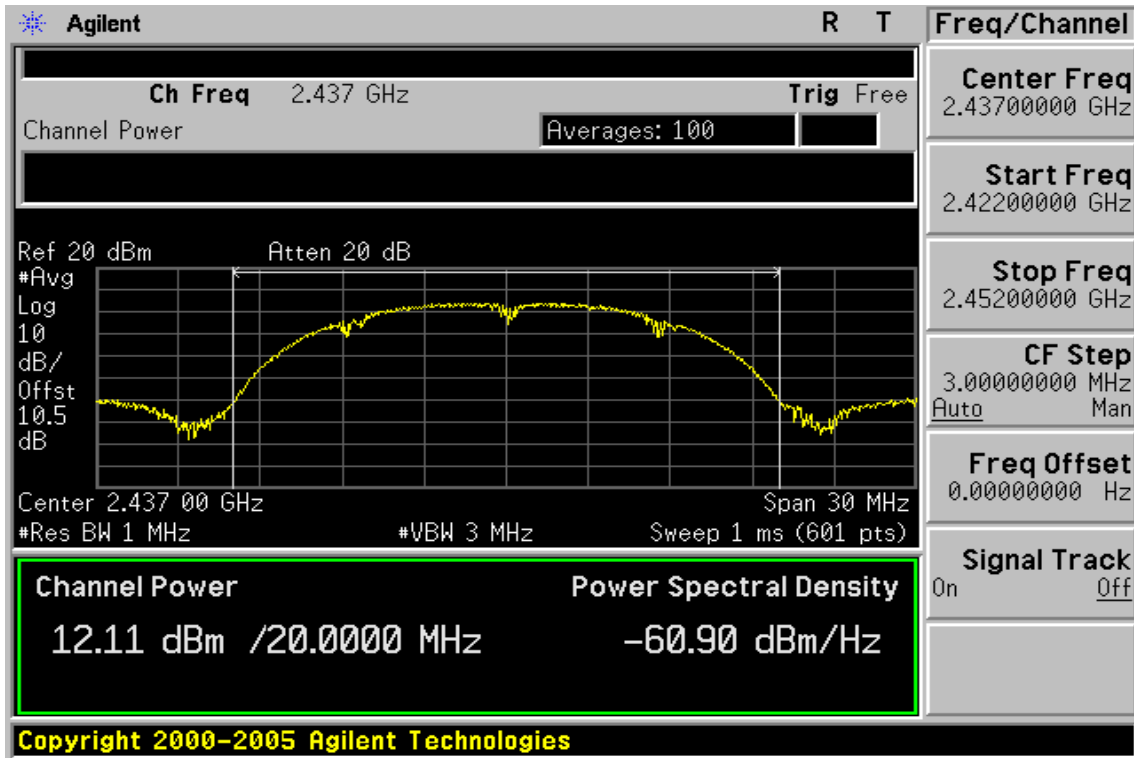 Agilent R T
Ch Freq 2.437 GHz Trig Free
Channel Power Averages: 100
Ref 20 dBm Atten 20 dB
#Avg
Log
10
dB/
Offst
10.5
dB
Center 2.437 00 GHz Span 30 MHz
#Res BW 1 MHz #VBW 3 MHz Sweep 1 ms (601 pts)
Channel Power Power Spectral Density
12.11 dBm /20.0000 MHz -60.90 dBm/Hz
Copyright 2000-2005 Agilent Technologies
Freq/Channel
Center Freq
2.43700000 GHz
Start Freq
2.42200000 GHz
Stop Freq
2.45200000 GHz
CF Step
3.00000000 MHz
Auto Man
Freq Offset
0.00000000 Hz
Signal Track
On Off